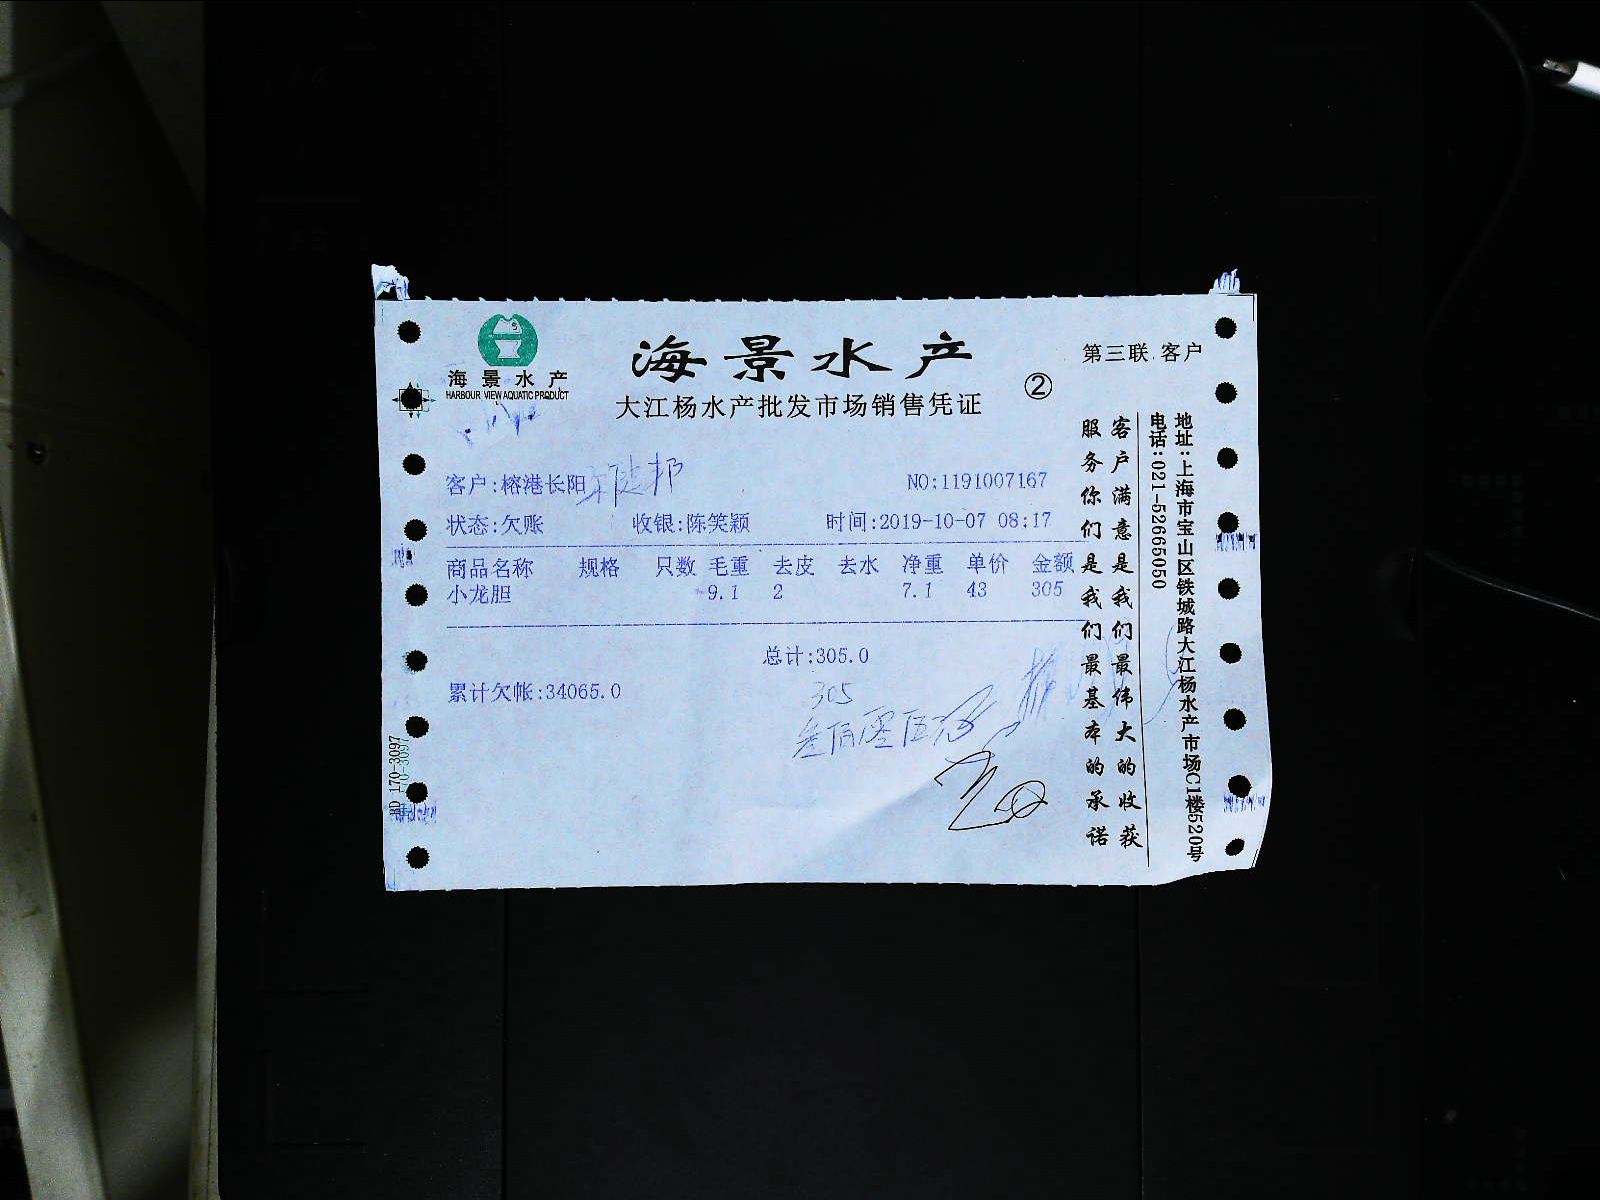 海景水产
HARBOUR VIEW AQUATIC PRODUCT
海景水产
大江杨水产批发市场销售凭证
②
第三联 客户
客户:榕港长阳
NO:1191007167
状态:欠账 收银:陈笑颖 时间:2019-10-07 08:17
商品名称 规格 只数 毛重 去皮 去水 净重 单价 金额
小龙胆 9.1 2 7.1 43 305
总计:305.0
累计欠帐:34065.0
305
叁佰零伍
客户满意是我们最伟大的收获
服务你们是我们最基本的承诺
地址:上海市宝山区铁城路大江杨水产市场C1楼520号
电话:021-52665050
BD 170-3097